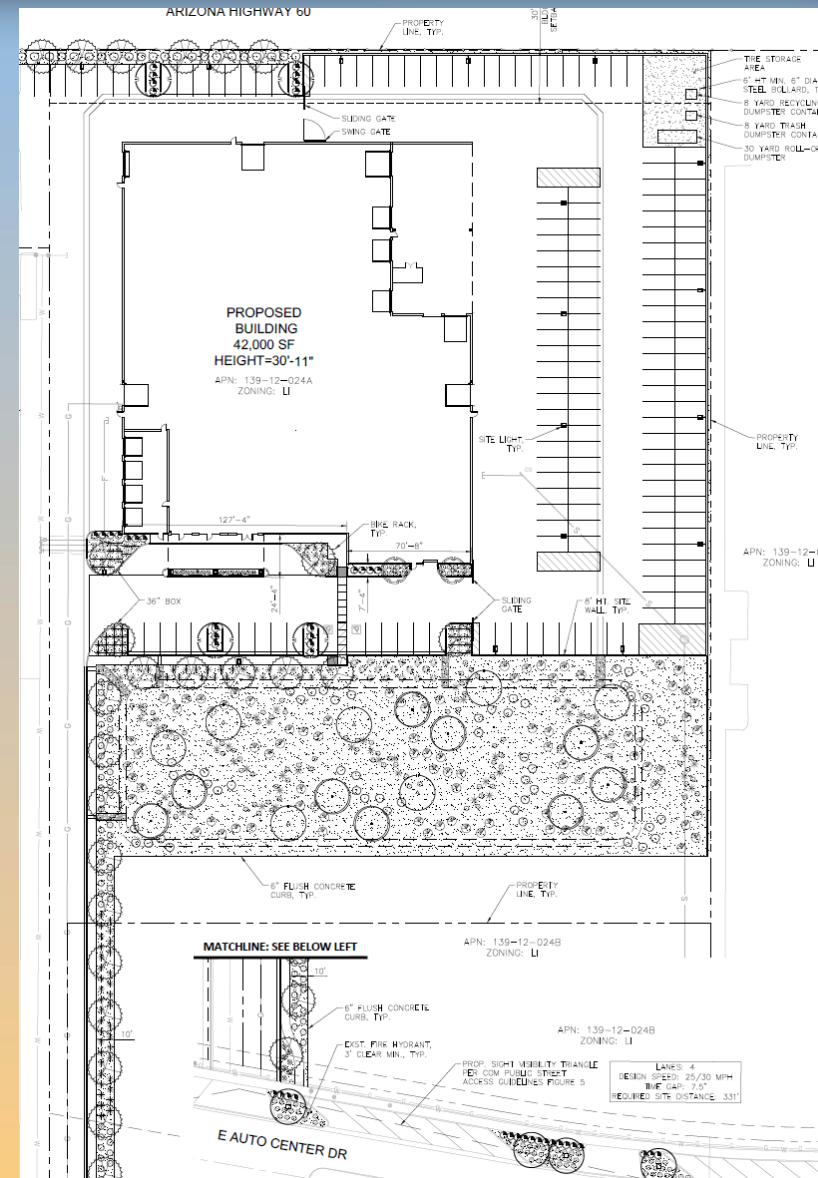 ARIZONA HIGHWAY 60
PROPERTY
LINE, TYP.
30'
TIRE STORAGE
AREA
6' HT MIN. 6" DIA
STEEL BOLLARD, T
8 YARD RECYCLING
DUMPSTER CONTA
8 YARD TRASH
DUMPSTER CONTA
30 YARD ROLL-O
DUMPSTER
SLIDING GATE
SWING GATE
PROPOSED
BUILDING
42,000 SF
HEIGHT=30'-11"
APN: 139-12-024A
ZONING: LI
SITE LIGHT,
TYP.
PROPERTY
LINE, TYP.
127'-4"
BIKE RACK,
TYP.
70'-8"
APN: 139-12-
ZONING: LI
36" BOX
24'-4"
7'-4"
SLIDING
GATE
8' HT. SITE
WALL, TYP.
6" FLUSH CONCRETE
CURB, TYP.
PROPERTY
LINE, TYP.
MATCHLINE: SEE BELOW LEFT
APN: 139-12-024B
ZONING: LI
10'
6" FLUSH CONCRETE
CURB, TYP.
10'
EXST. FIRE HYDRANT,
3' CLEAR MIN., TYP.
APN: 139-12-024B
ZONING: LI
PROP. SIGHT VISIBILITY TRIANGLE
PER COM PUBLIC STREET
ACCESS GUIDELINES FIGURE 5
LANES: 4
DESIGN SPEED: 25/30 MPH
TIME GAP: 7.5"
REQUIRED SITE DISTANCE: 331'
E AUTO CENTER DR